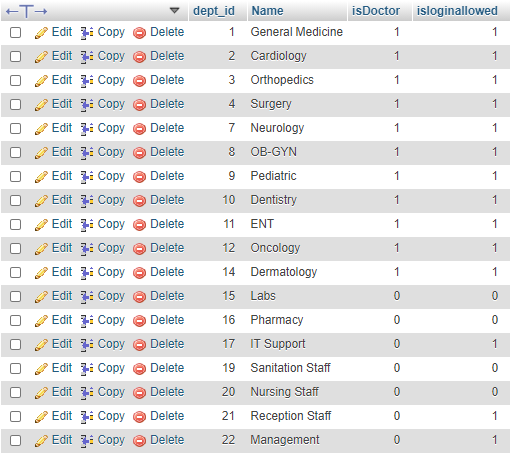 ←T→ dept_id Name isDoctor isloginallowed
Edit Copy Delete 1 General Medicine 1 1
Edit Copy Delete 2 Cardiology 1 1
Edit Copy Delete 3 Orthopedics 1 1
Edit Copy Delete 4 Surgery 1 1
Edit Copy Delete 7 Neurology 1 1
Edit Copy Delete 8 OB-GYN 1 1
Edit Copy Delete 9 Pediatric 1 1
Edit Copy Delete 10 Dentistry 1 1
Edit Copy Delete 11 ENT 1 1
Edit Copy Delete 12 Oncology 1 1
Edit Copy Delete 14 Dermatology 1 1
Edit Copy Delete 15 Labs 0 0
Edit Copy Delete 16 Pharmacy 0 0
Edit Copy Delete 17 IT Support 0 1
Edit Copy Delete 19 Sanitation Staff 0 0
Edit Copy Delete 20 Nursing Staff 0 0
Edit Copy Delete 21 Reception Staff 0 1
Edit Copy Delete 22 Management 0 1